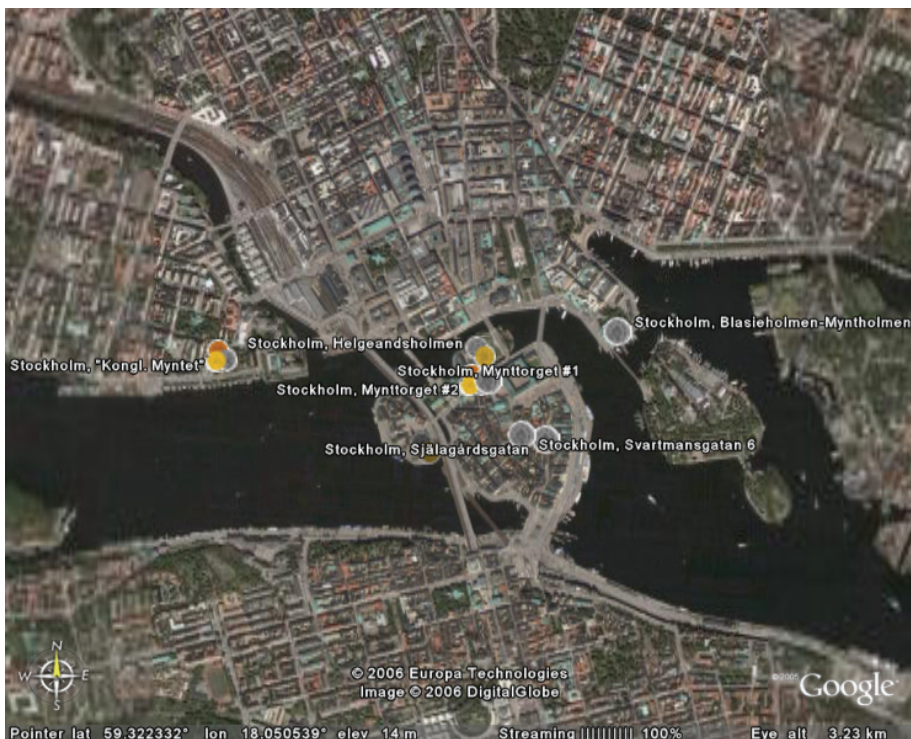 Stockholm, Blasieholmen-Myntholmen
Stockholm, Helgeandsholmen
Stockholm, "Kongl. Myntet"
Stockholm, Mynttorget #1
Stockholm, Mynttorget #2
Stockholm, Själagårdsgatan
Stockholm, Svartmansgatan 6
N
W E
S
© 2006 Europa Technologies
Image © 2006 DigitalGlobe
©2005 Google
Pointer lat 59.322332° lon 18.050539° elev 14 m Streaming |||||||||| 100% Eye alt 3.23 km